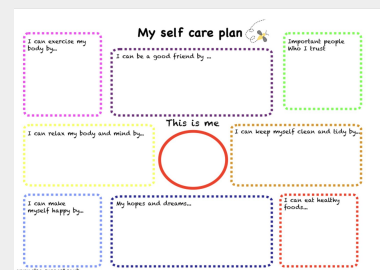 My self care plan
I can exercise my
body by...
I can be a good friend by ...
Important people
Who I trust
This is me
I can relax my body and mind by...
I can keep myself clean and tidy by...
I can make
myself happy by...
My hopes and dreams...
I can eat healthy
foods...